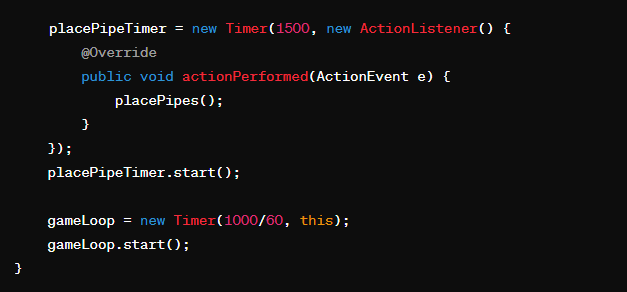 placePipeTimer = new Timer(1500, new ActionListener() {
@Override
public void actionPerformed(ActionEvent e) {
placePipes();
}
});
placePipeTimer.start();
gameLoop = new Timer(1000/60, this);
gameLoop.start();
}